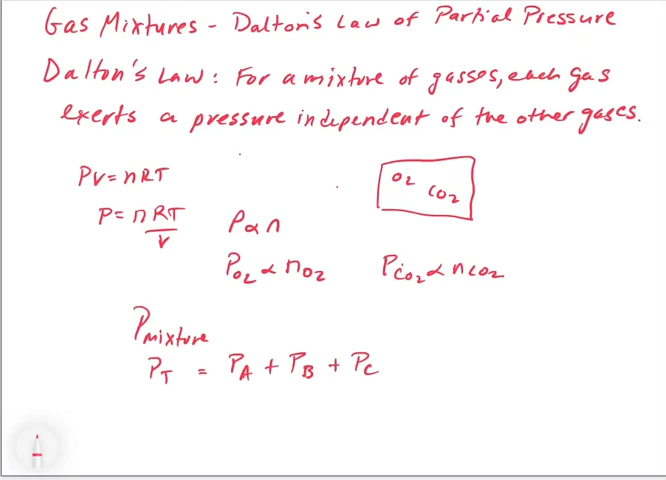 Gas Mixtures - Dalton's Law of Partial Pressure
Dalton's Law: For a mixture of gasses, each gas
exerts a pressure independent of the other gases.
PV = nRT
O2 CO2
P = nRT/V
P α n
PO2 α nO2 PCO2 α nCO2
Pmixture
PT = PA + PB + PC